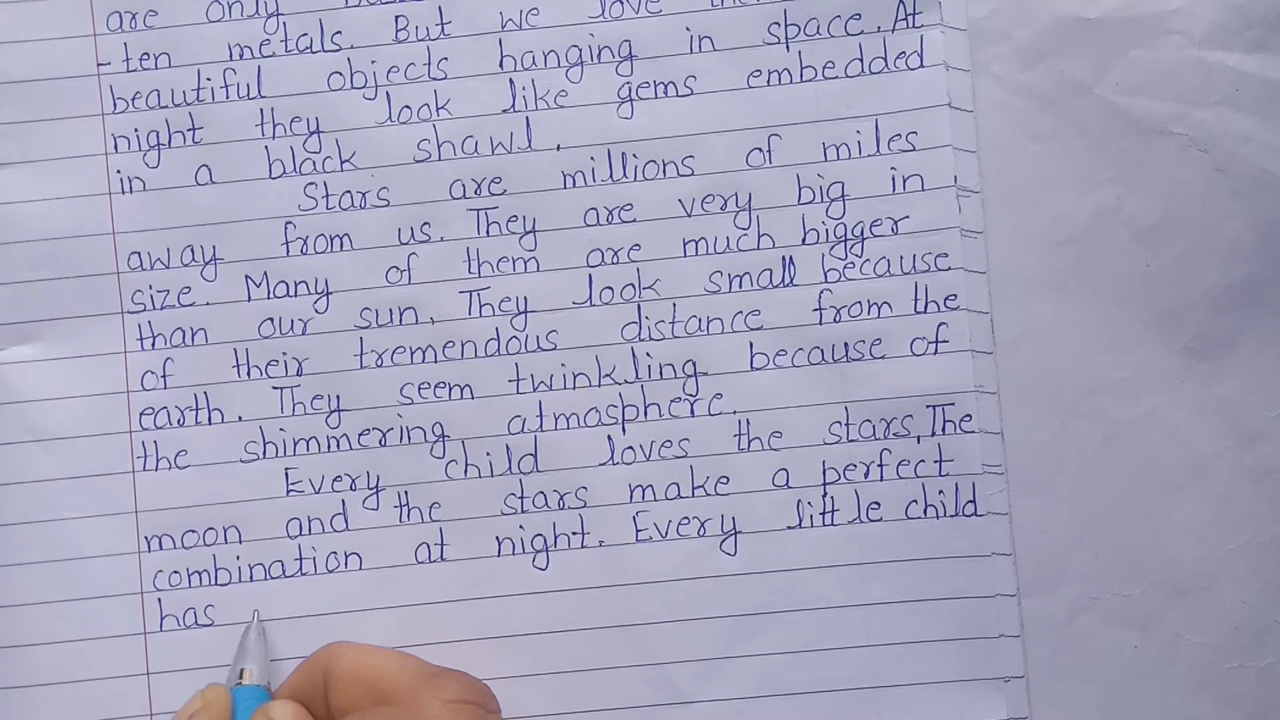 are only
-ten metals. But we love
beautiful objects hanging in space. At
night they look like gems embedded
in a black shawl.
Stars are millions of miles
away from us. They are very big in
size. Many of them are much bigger
than our sun. They look small because
of their tremendous distance from the
earth. They seem twinkling because of
the shimmering atmasphere.
Every child loves the stars. The
moon and the stars make a perfect
combination at night. Every little child
has